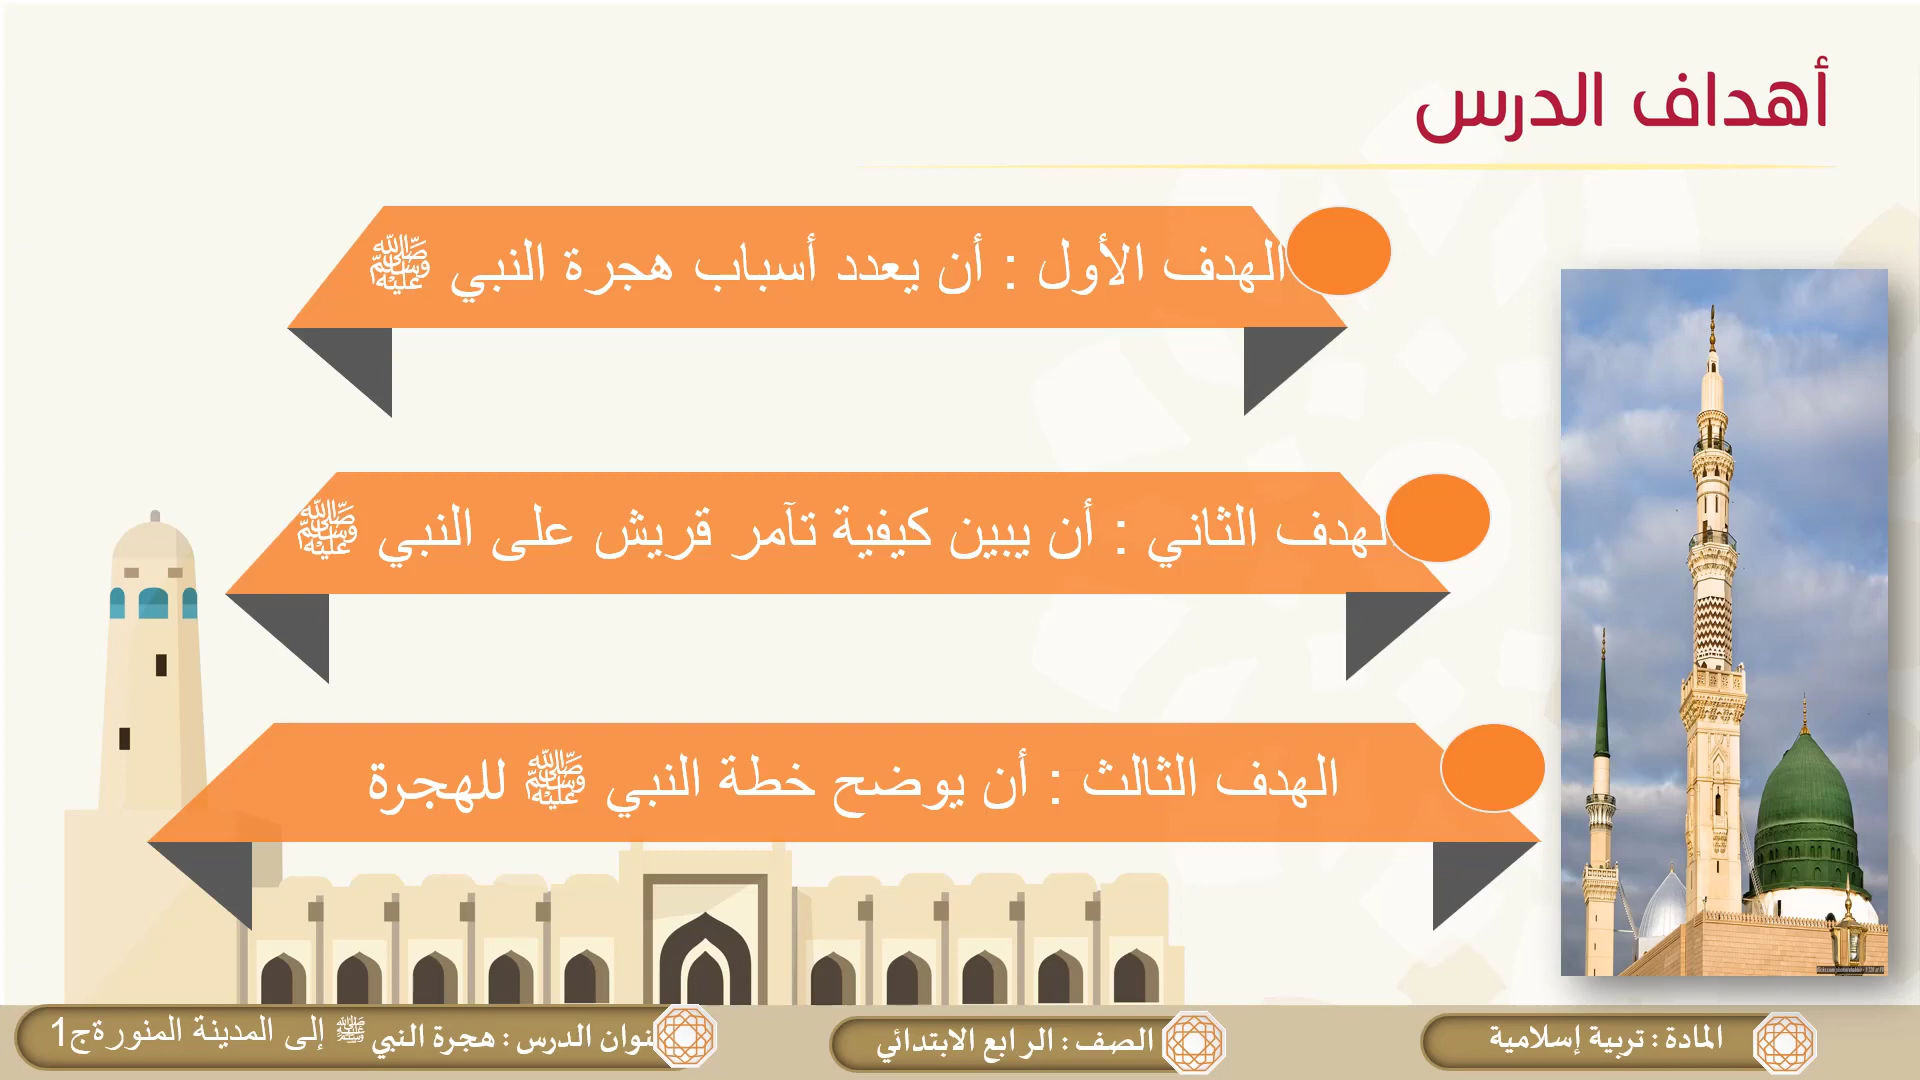 أهداف الدرس
الهدف الأول : أن يعدد أسباب هجرة النبي ﷺ
الهدف الثاني : أن يبين كيفية تآمر قريش على النبي ﷺ
الهدف الثالث : أن يوضح خطة النبي ﷺ للهجرة
المادة : تربية إسلامية
الصف : الرابع الابتدائي
عنوان الدرس : هجرة النبي ﷺ إلى المدينة المنورةج1